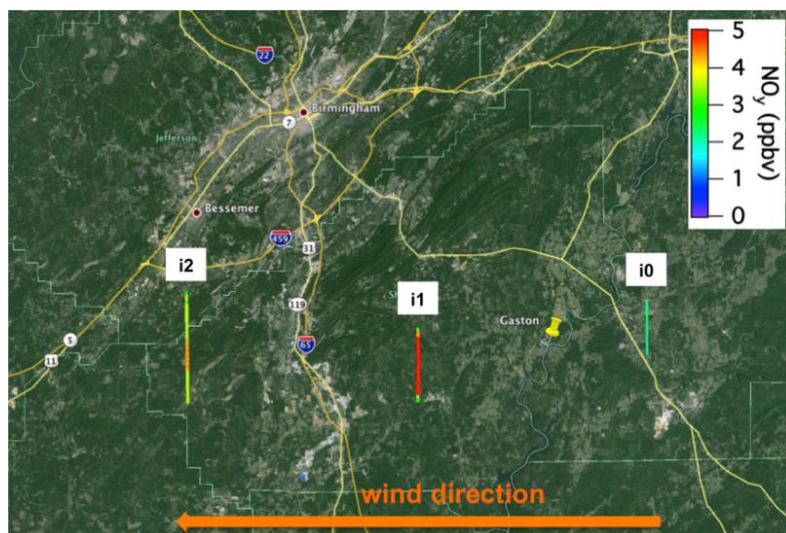 22
Birmingham
7
Jefferson
Bessemer
459
31
i2
i1
i0
119
Gaston
65
5
11
wind direction
5
4
3
2
1
0
NOy (ppbv)